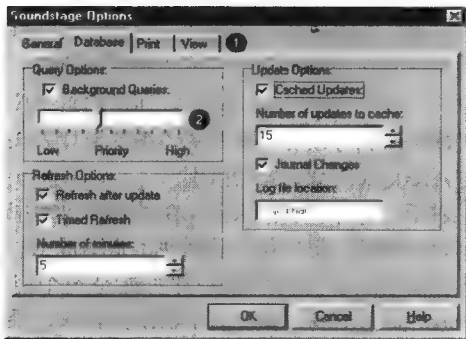 Soundstage Options
General Database Print View 1
Query Options:
Background Queries:
2
Low Priority High
Refresh Options:
Refresh after update
Timed Refresh
Number of minutes:
5
Update Options:
Cached Updates:
Number of updates to cache:
15
Journal Changes
Log file location:
OK Cancel Help